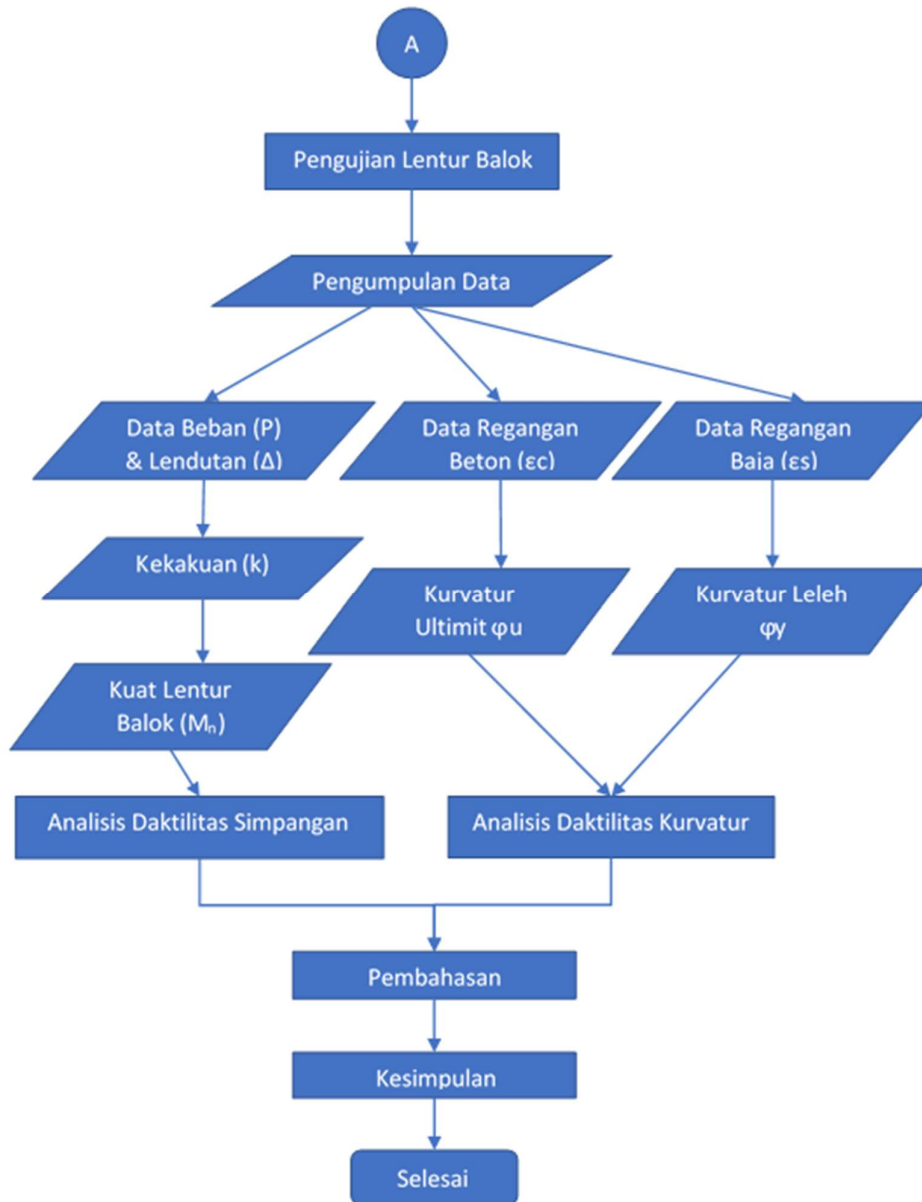 A
Pengujian Lentur Balok
Pengumpulan Data
Data Beban (P)
& Lendutan (Δ)
Data Regangan
Beton (εc)
Data Regangan
Baja (εs)
Kekakuan (k)
Kurvatur
Ultimit φu
Kurvatur Leleh
φy
Kuat Lentur
Balok (Mₙ)
Analisis Daktilitas Simpangan
Analisis Daktilitas Kurvatur
Pembahasan
Kesimpulan
Selesai